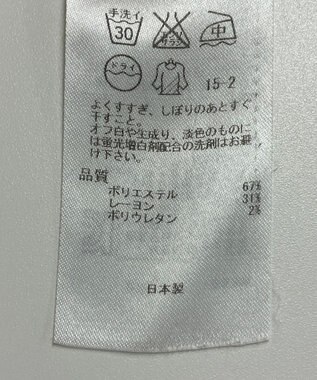 手洗イ 中
30
ドライ 15-2
よくすすぎ、しぼりのあとすぐ
干すこと。
オフ白や生成り、淡色のものに
は蛍光増白剤配合の洗剤はお避
け下さい。
品質
ポリエステル 67%
レーヨン 31%
ポリウレタン 2%
日本製